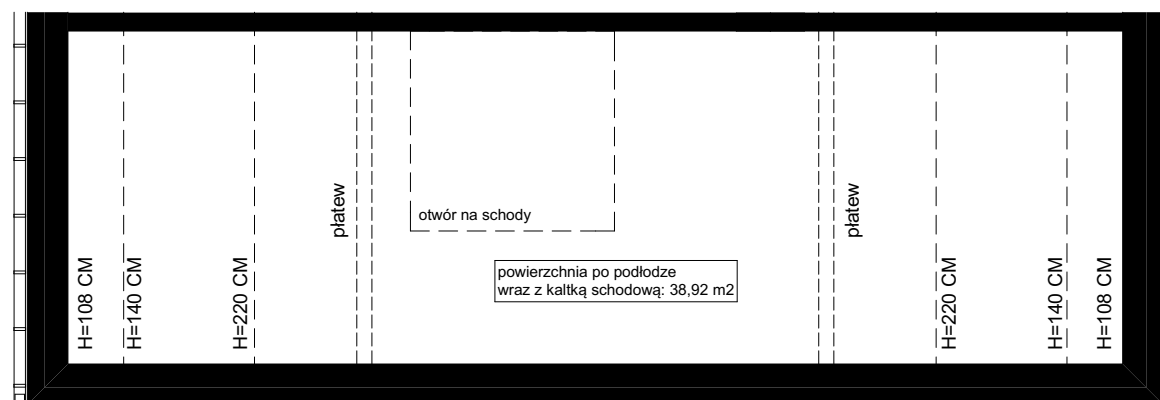 płatew
płatew
otwór na schody
powierzchnia po podłodze
wraz z kaltką schodową: 38,92 m2
H=108 CM
H=140 CM
H=220 CM
H=220 CM
H=140 CM
H=108 CM